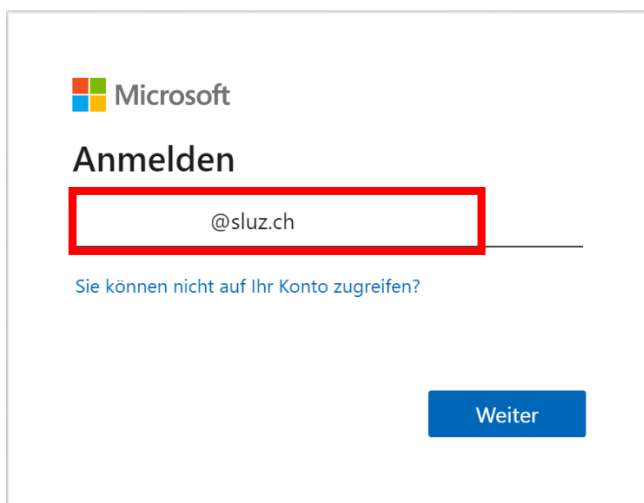 Microsoft
Anmelden
@sluz.ch
Sie können nicht auf Ihr Konto zugreifen?
Weiter